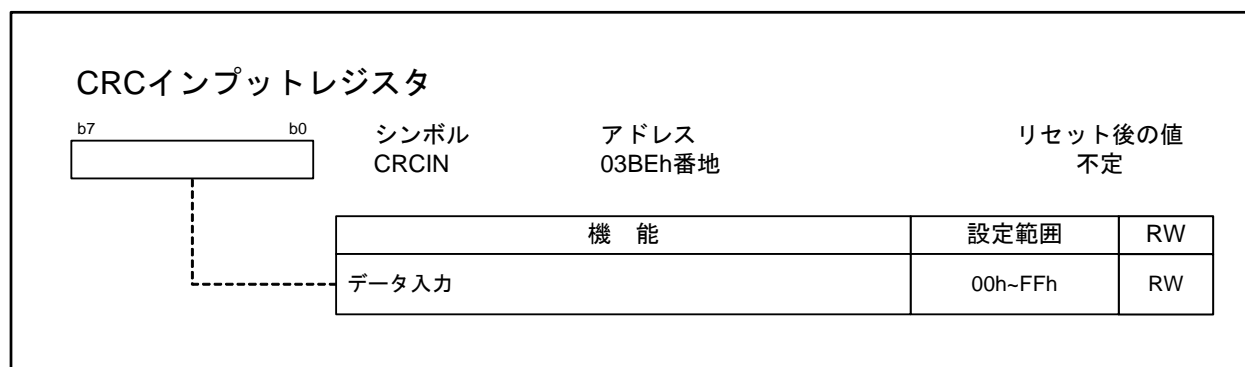 CRCインプットレジスタ
b7 b0
シンボル アドレス リセット後の値
CRCIN 03BEh番地 不定
機 能 設定範囲 RW
データ入力 00h~FFh RW